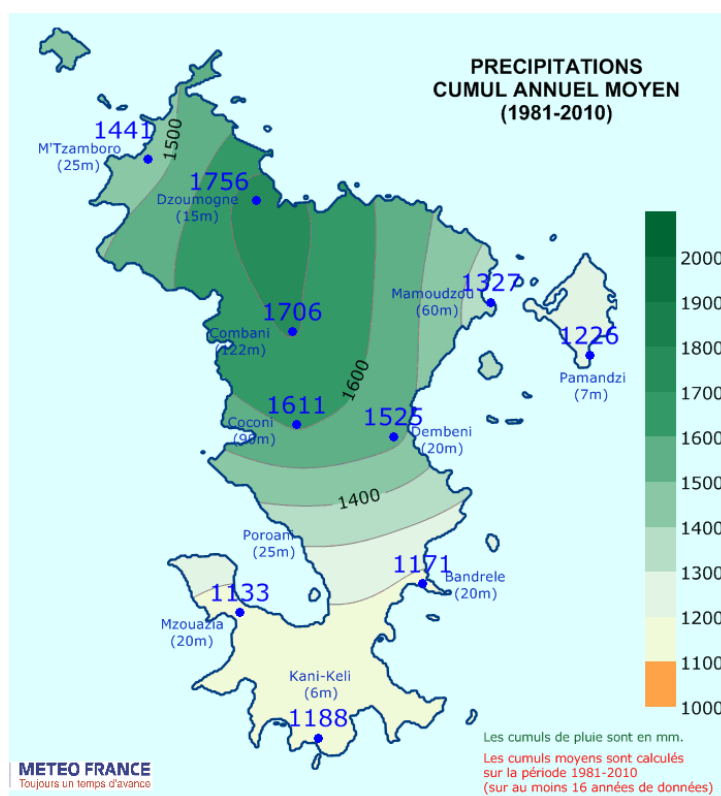 PRECIPITATIONS
CUMUL ANNUEL MOYEN
(1981-2010)
1441
M'Tzamboro
(25m)
1500
1756
Dzoumogne
(15m)
1327
Mamoudzou
(60m)
1226
Pamandzi
(7m)
1706
Combani
(122m)
1600
1611
Coconi
(90m)
1525
Dembeni
(20m)
1400
Poroani
(25m)
1171
Bandrele
(20m)
1133
Mzouazia
(20m)
Kani-Keli
(6m)
1188
2000
1900
1800
1700
1600
1500
1400
1300
1200
1100
1000
Les cumuls de pluie sont en mm.
Les cumuls moyens sont calculés
sur la période 1981-2010
(sur au moins 16 années de données)
METEO FRANCE
Toujours un temps d'avance